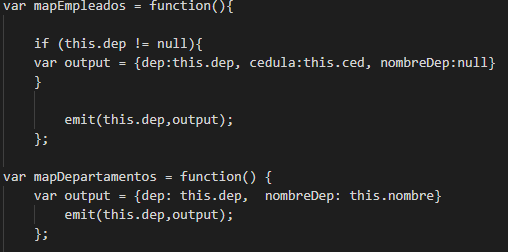 var mapEmpleados = function(){
if (this.dep != null){
var output = {dep:this.dep, cedula:this.ced, nombreDep:null}
}
emit(this.dep,output);
};
var mapDepartamentos = function() {
var output = {dep: this.dep,  nombreDep: this.nombre}
emit(this.dep,output);
};